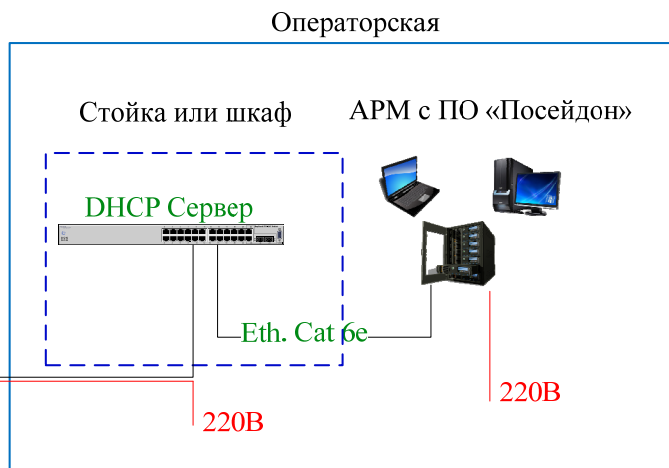 Операторская
Стойка или шкаф
АРМ с ПО «Посейдон»
DHCP Сервер
Eth. Cat 6e
220В
220В